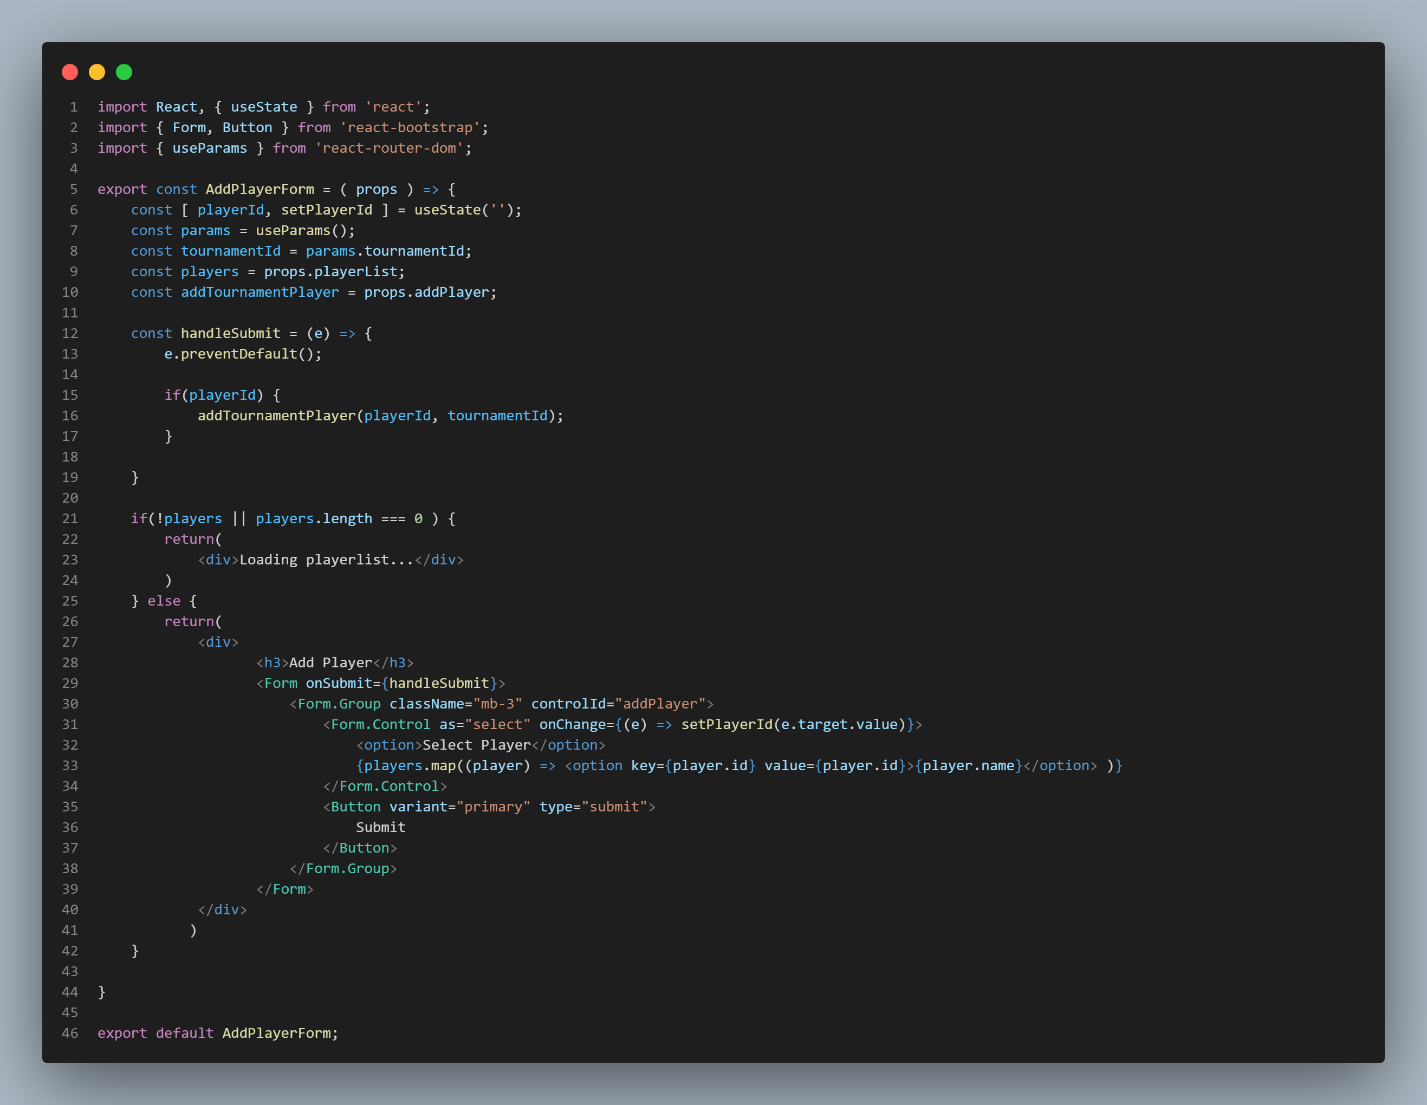 1 import React, { useState } from 'react';
2 import { Form, Button } from 'react-bootstrap';
3 import { useParams } from 'react-router-dom';
4
5 export const AddPlayerForm = ( props ) => {
6     const [ playerId, setPlayerId ] = useState('');
7     const params = useParams();
8     const tournamentId = params.tournamentId;
9     const players = props.playerList;
10     const addTournamentPlayer = props.addPlayer;
11
12     const handleSubmit = (e) => {
13         e.preventDefault();
14
15         if(playerId) {
16             addTournamentPlayer(playerId, tournamentId);
17         }
18
19     }
20
21     if(!players || players.length === 0 ) {
22         return(
23             <div>Loading playerlist...</div>
24         )
25     } else {
26         return(
27             <div>
28                    <h3>Add Player</h3>
29                    <Form onSubmit={handleSubmit}>
30                        <Form.Group className="mb-3" controlId="addPlayer">
31                            <Form.Control as="select" onChange={(e) => setPlayerId(e.target.value)}>
32                                <option>Select Player</option>
33                                {players.map((player) => <option key={player.id} value={player.id}>{player.name}</option> )}
34                            </Form.Control>
35                            <Button variant="primary" type="submit">
36                                Submit
37                            </Button>
38                        </Form.Group>
39                    </Form>
40             </div>
41            )
42     }
43
44 }
45
46 export default AddPlayerForm;